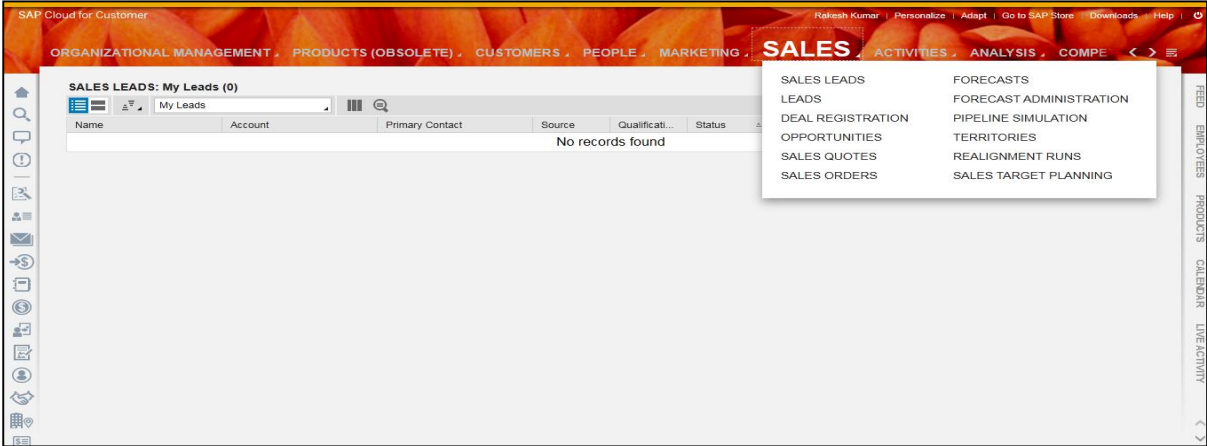 SAP Cloud for Customer
Rakesh Kumar | Personalize | Adapt | Go to SAP Store | Downloads | Help
ORGANIZATIONAL MANAGEMENT PRODUCTS (OBSOLETE) CUSTOMERS PEOPLE MARKETING SALES ACTIVITIES ANALYSIS COMPE
SALES LEADS: My Leads (0)
My Leads
Name Account Primary Contact Source Qualificati... Status
No records found
SALES LEADS FORECASTS
LEADS FORECAST ADMINISTRATION
DEAL REGISTRATION PIPELINE SIMULATION
OPPORTUNITIES TERRITORIES
SALES QUOTES REALIGNMENT RUNS
SALES ORDERS SALES TARGET PLANNING
FEED
EMPLOYEES
PRODUCTS
CALENDAR
LIVE ACTIVITY